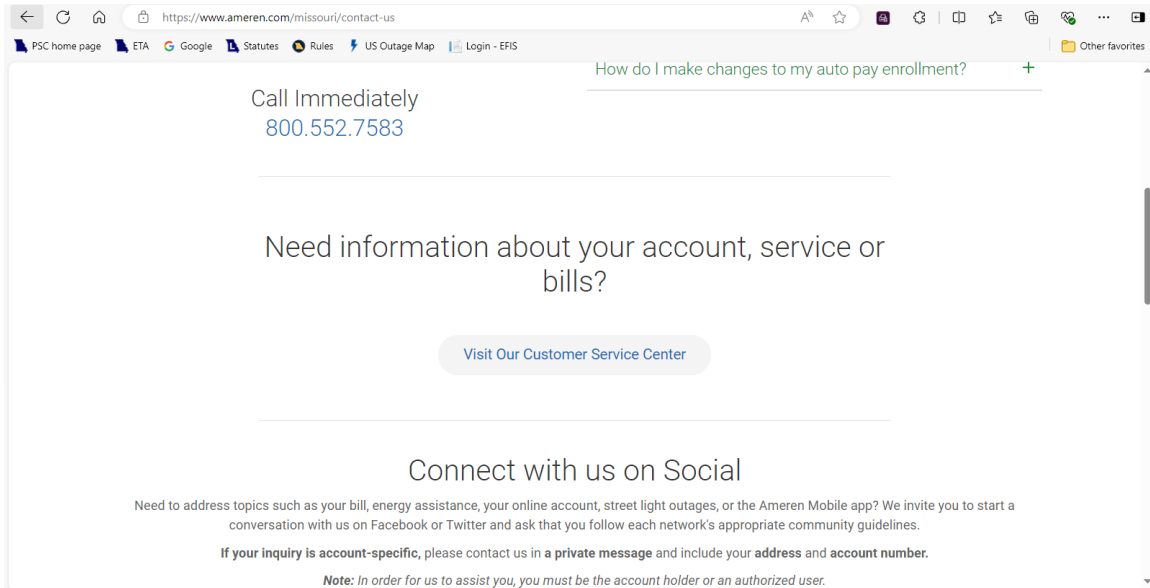 https://www.ameren.com/missouri/contact-us
PSC home page
ETA
Google
Statutes
Rules
US Outage Map
Login - EFIS
Other favorites
How do I make changes to my auto pay enrollment? +
Call Immediately
800.552.7583
Need information about your account, service or
bills?
Visit Our Customer Service Center
Connect with us on Social
Need to address topics such as your bill, energy assistance, your online account, street light outages, or the Ameren Mobile app? We invite you to start a
conversation with us on Facebook or Twitter and ask that you follow each network's appropriate community guidelines.
If your inquiry is account-specific, please contact us in a private message and include your address and account number.
Note: In order for us to assist you, you must be the account holder or an authorized user.